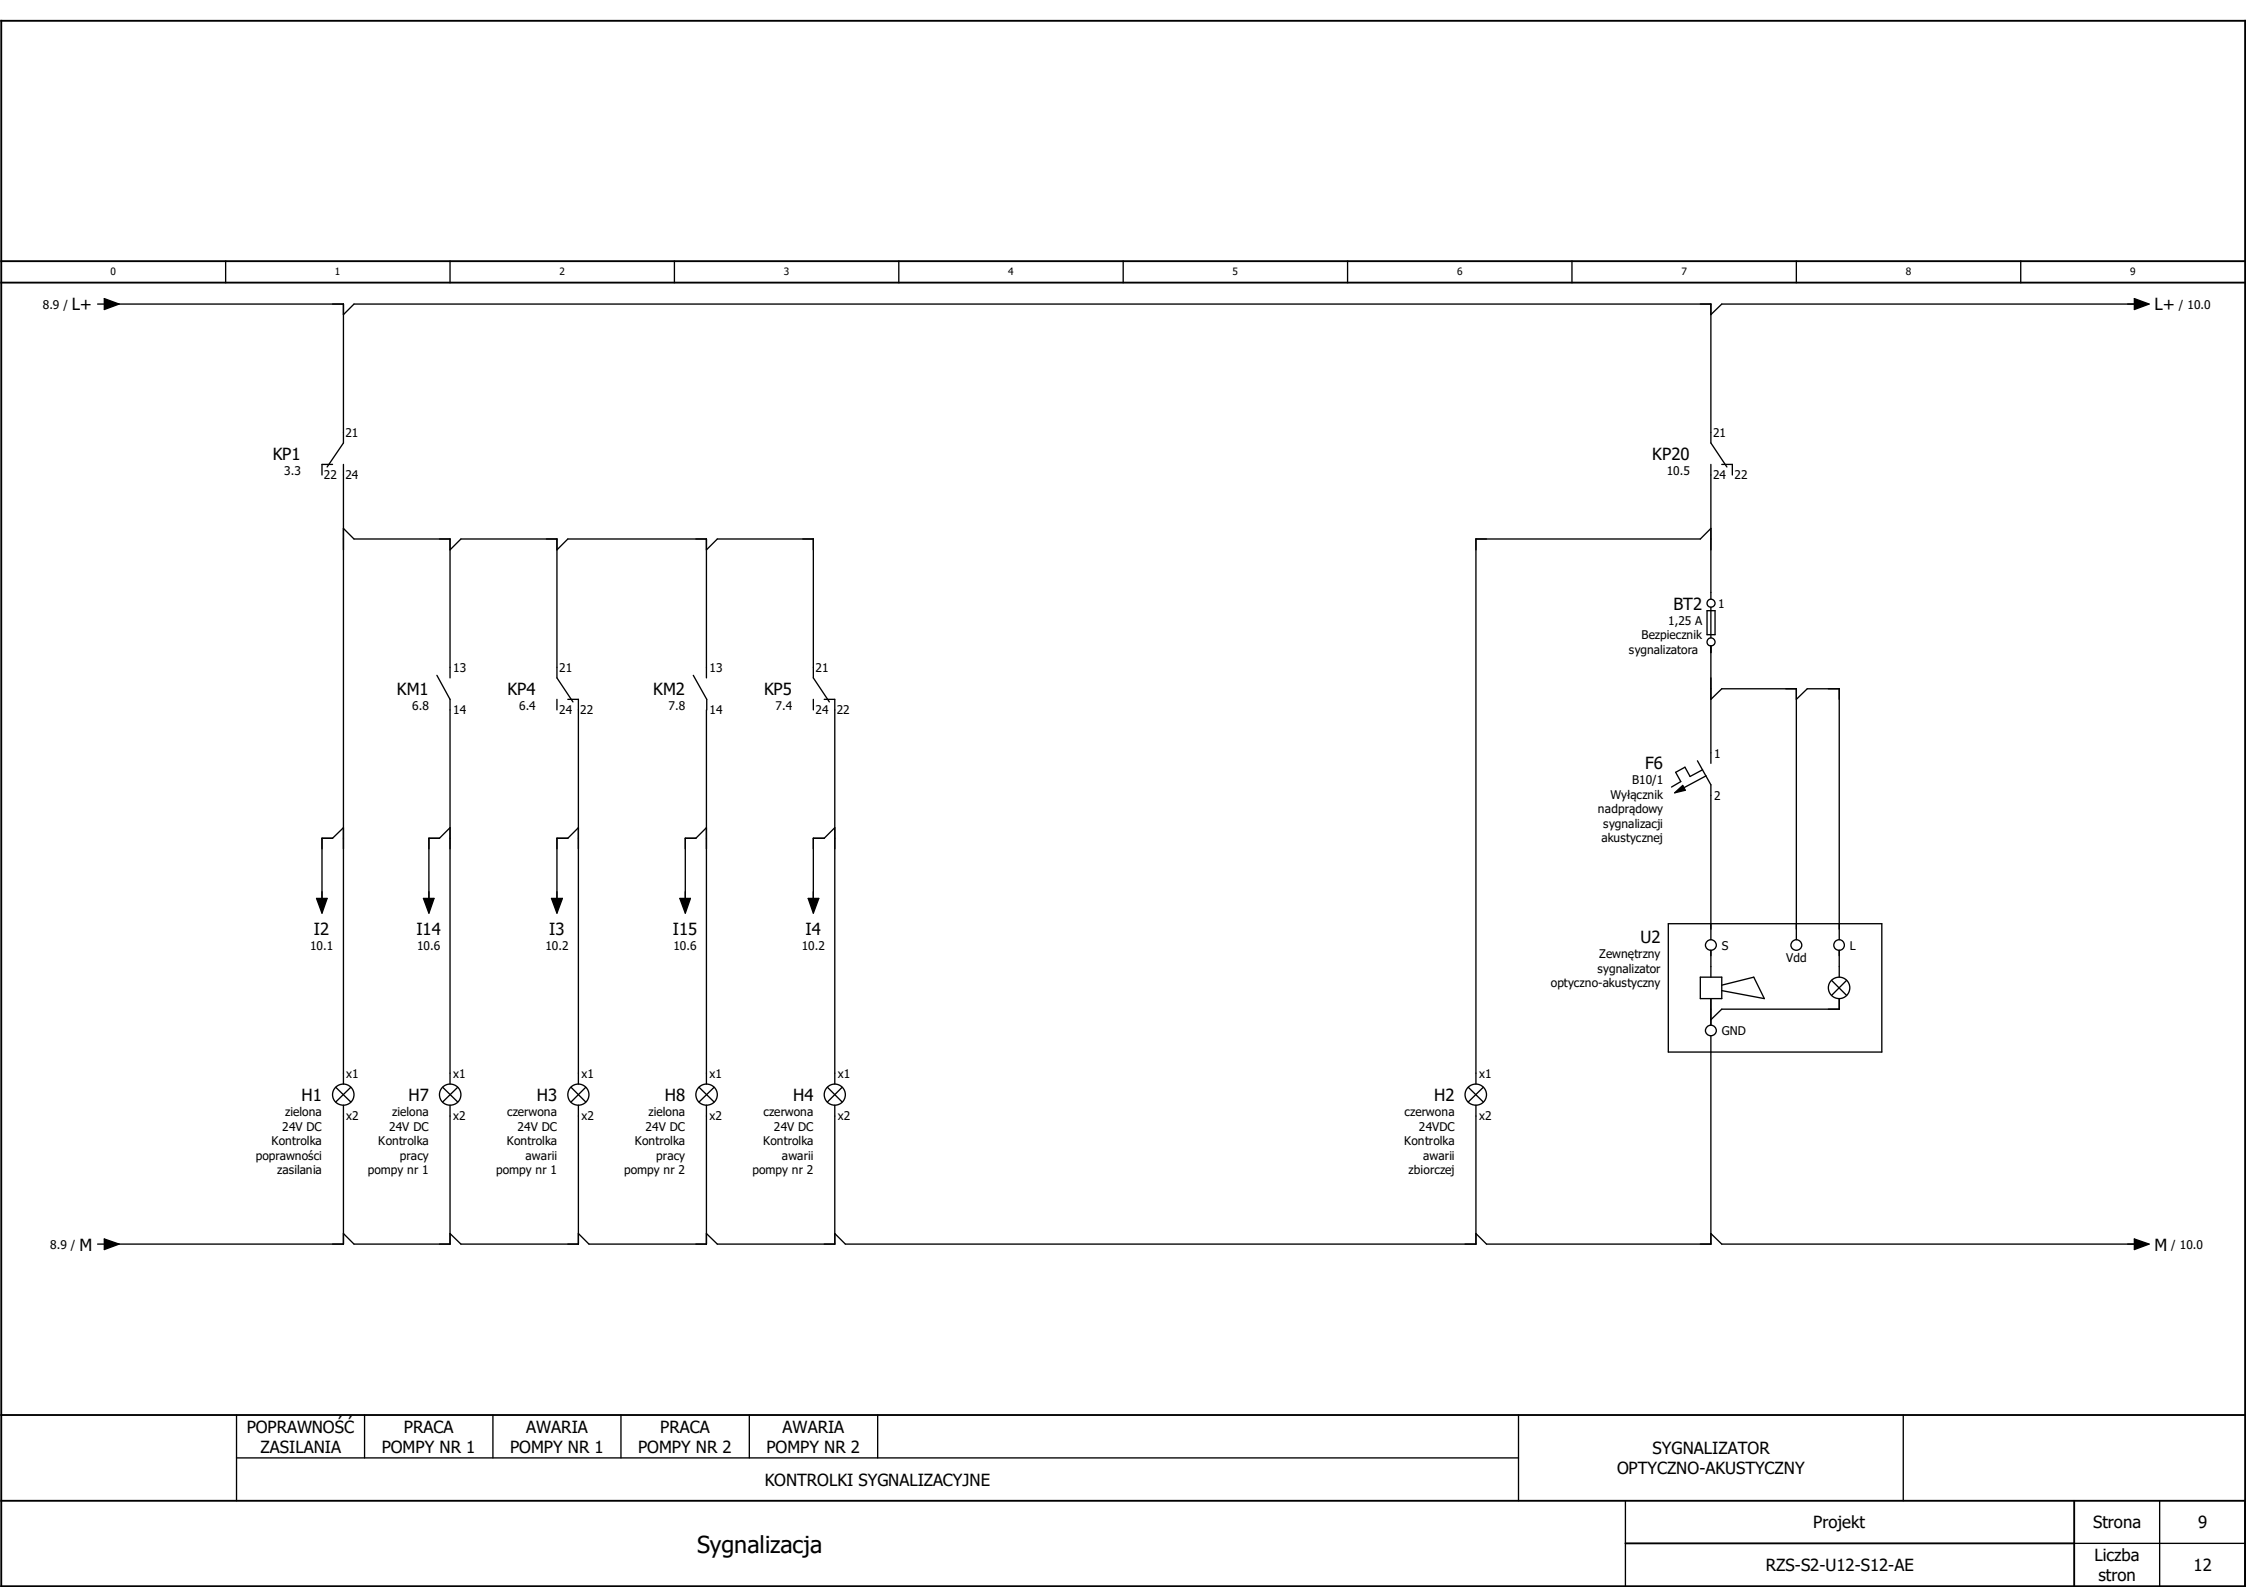 0 1 2 3 4 5 6 7 8 9
8.9 / L+
L+ / 10.0
KP1
3.3
21
22 24
KP20
10.5
21
24 22
KM1
6.8
13
14
KP4
6.4
21
24 22
KM2
7.8
13
14
KP5
7.4
21
24 22
BT2
1,25 A
Bezpiecznik
sygnalizatora
1
F6
B10/1
Wyłącznik
nadprądowy
sygnalizacji
akustycznej
1
2
I2
10.1
I14
10.6
I3
10.2
I15
10.6
I4
10.2
U2
Zewnętrzny
sygnalizator
optyczno-akustyczny
S
Vdd
L
GND
H1
zielona
24V DC
Kontrolka
poprawności
zasilania
x1
x2
H7
zielona
24V DC
Kontrolka
pracy
pompy nr 1
x1
x2
H3
czerwona
24V DC
Kontrolka
awarii
pompy nr 1
x1
x2
H8
zielona
24V DC
Kontrolka
pracy
pompy nr 2
x1
x2
H4
czerwona
24V DC
Kontrolka
awarii
pompy nr 2
x1
x2
H2
czerwona
24VDC
Kontrolka
awarii
zbiorczej
x1
x2
8.9 / M
M / 10.0
POPRAWNOŚĆ
ZASILANIA
PRACA
POMPY NR 1
AWARIA
POMPY NR 1
PRACA
POMPY NR 2
AWARIA
POMPY NR 2
KONTROLKI SYGNALIZACYJNE
SYGNALIZATOR
OPTYCZNO-AKUSTYCZNY
Sygnalizacja
Projekt
RZS-S2-U12-S12-AE
Strona
9
Liczba
stron
12